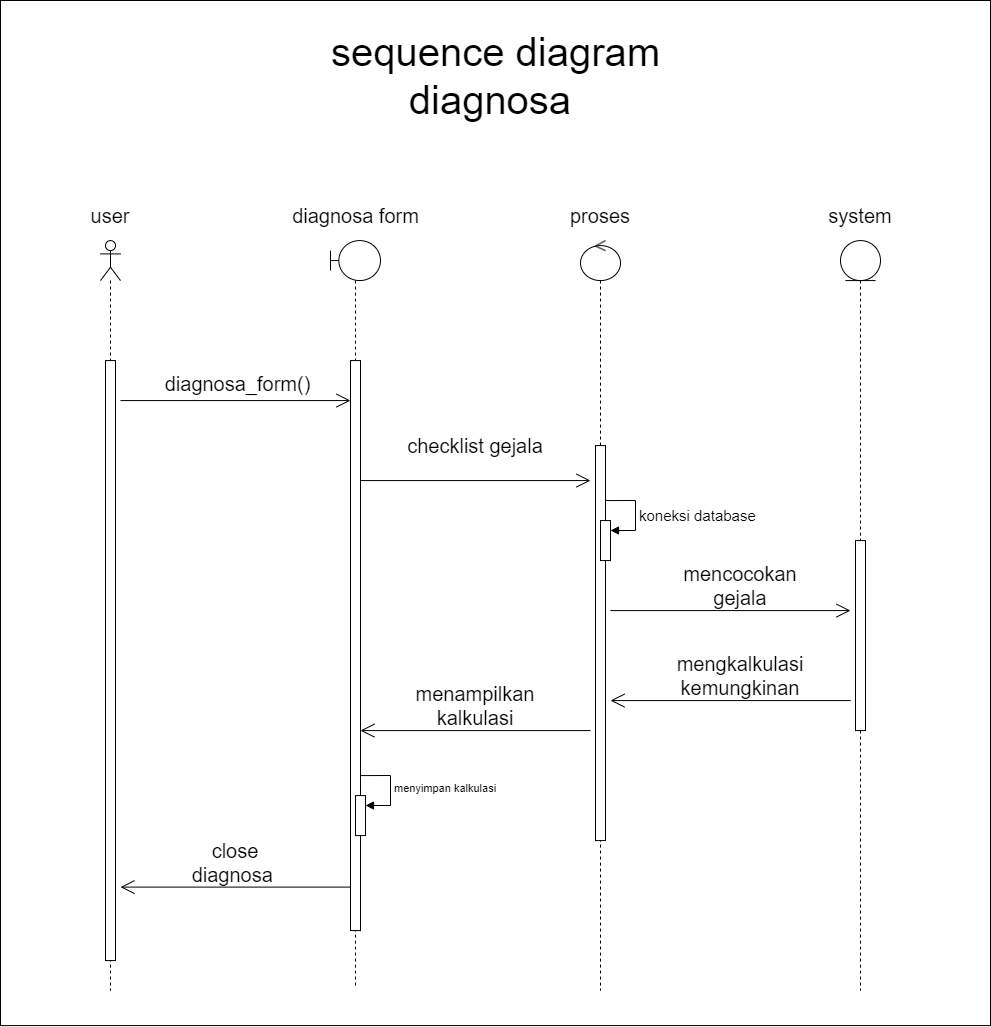 sequence diagram
diagnosa
user
diagnosa form
proses
system
diagnosa_form()
checklist gejala
koneksi database
mencocokan
gejala
mengkalkulasi
kemungkinan
menampilkan
kalkulasi
menyimpan kalkulasi
close
diagnosa